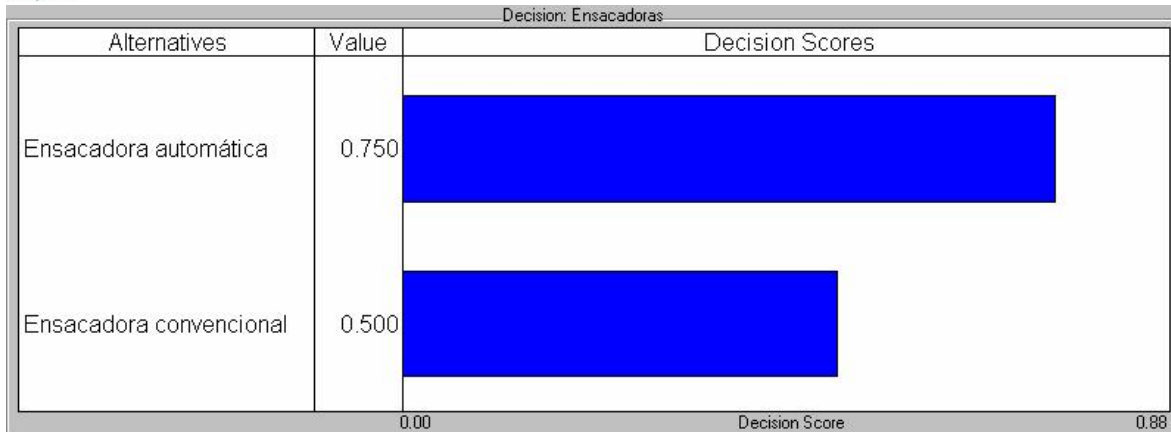 Decision: Ensacadoras
Alternatives Value Decision Scores
Ensacadora automática 0.750
Ensacadora convencional 0.500
0.00 Decision Score 0.88